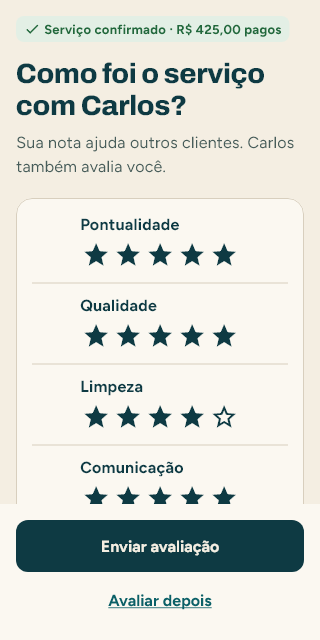 Serviço confirmado · R$ 425,00 pagos
Como foi o serviço
com Carlos?
Sua nota ajuda outros clientes. Carlos
também avalia você.
Pontualidade
Qualidade
Limpeza
Comunicação
Enviar avaliação
Avaliar depois